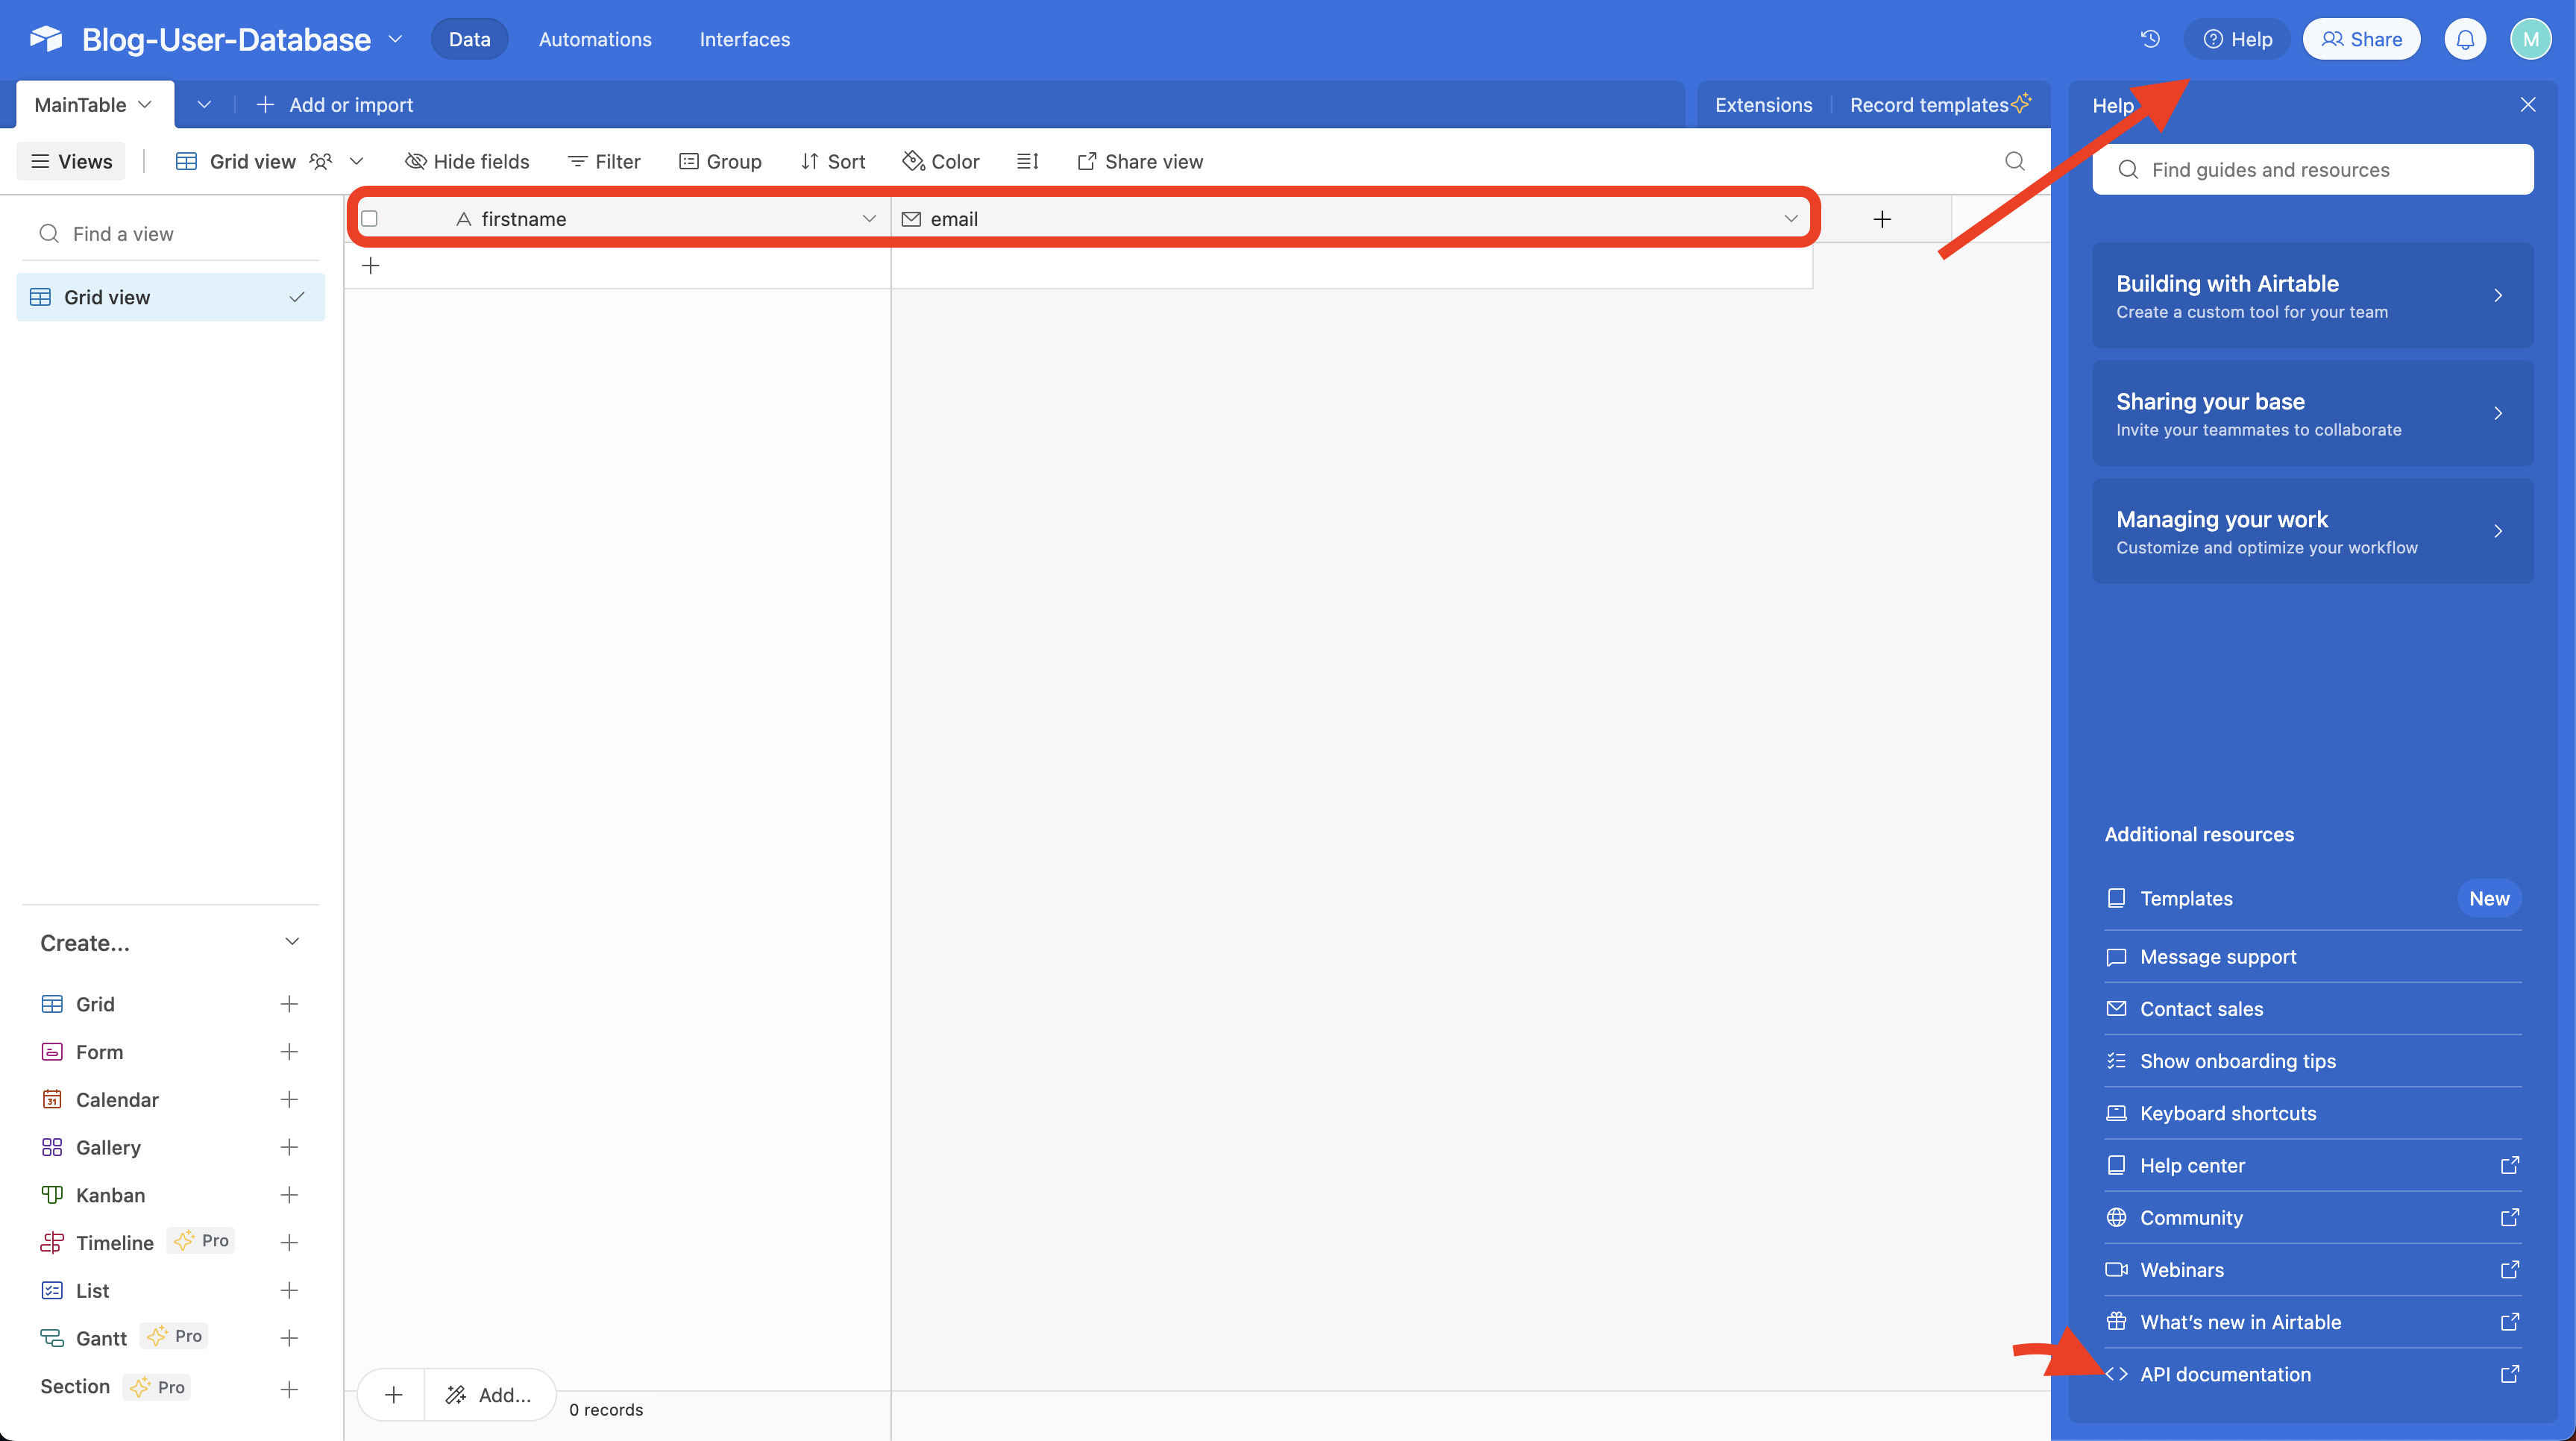 Blog-User-Database
Data
Automations
Interfaces
Help
Share
M
MainTable
Add or import
Extensions
Record templates
Help
Views
Grid view
Hide fields
Filter
Group
Sort
Color
Share view
Find guides and resources
Find a view
firstname
email
Grid view
Building with Airtable
Create a custom tool for your team
Sharing your base
Invite your teammates to collaborate
Managing your work
Customize and optimize your workflow
Additional resources
Templates
New
Message support
Contact sales
Show onboarding tips
Keyboard shortcuts
Help center
Community
Webinars
What's new in Airtable
API documentation
Create...
Grid
Form
31
Calendar
Gallery
Kanban
Timeline
Pro
List
Gantt
Pro
Section
Pro
Add...
0 records